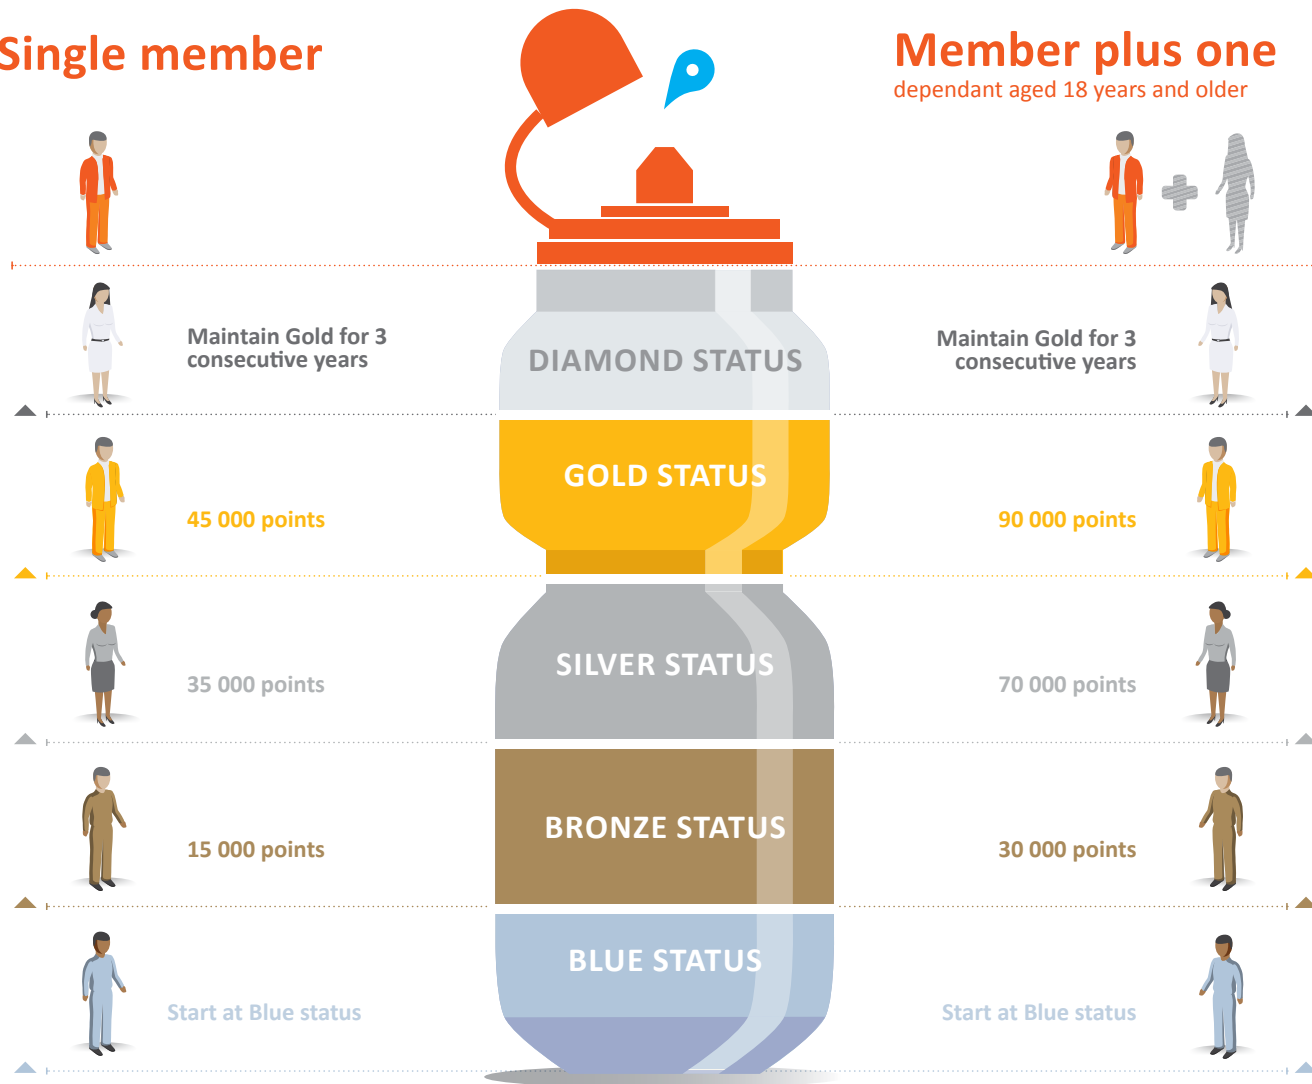 Single member
Member plus one
dependant aged 18 years and older
Maintain Gold for 3
consecutive years
DIAMOND STATUS
Maintain Gold for 3
consecutive years
GOLD STATUS
45 000 points
90 000 points
SILVER STATUS
35 000 points
70 000 points
BRONZE STATUS
15 000 points
30 000 points
BLUE STATUS
Start at Blue status
Start at Blue status